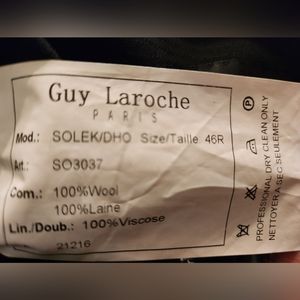 Guy Laroche
PARIS
Mod.: SOLEK/DHO Size/Taille 46R
Art.: SO3037
Com.: 100%Wool
100%Laine
Lin./Doub.: 100%Viscose
21216
P
PROFESSIONAL DRY CLEAN ONLY
NETTOYER A SEC SEULEMENT